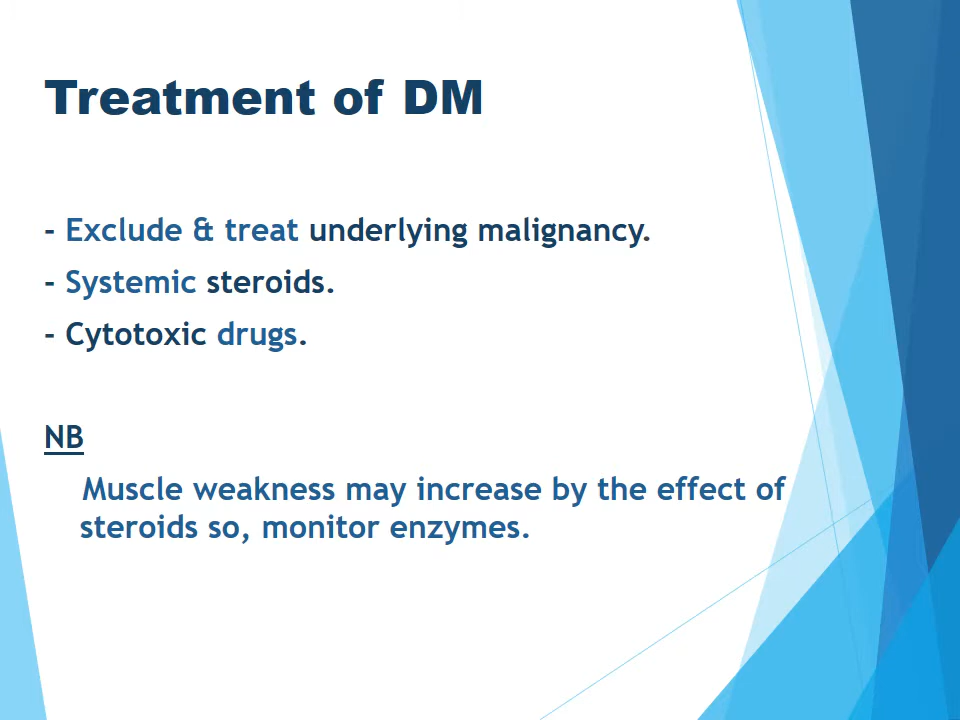 Treatment of DM
- Exclude & treat underlying malignancy.
- Systemic steroids.
- Cytotoxic drugs.
NB
Muscle weakness may increase by the effect of
steroids so, monitor enzymes.